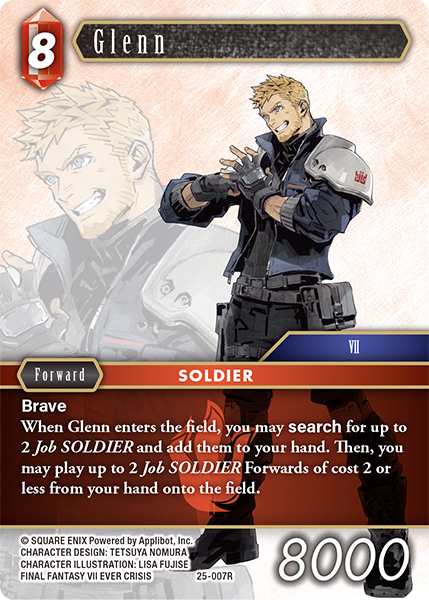 8
Glenn
VII
Forward
SOLDIER
Brave
When Glenn enters the field, you may search for up to
2 Job SOLDIER and add them to your hand. Then, you
may play up to 2 Job SOLDIER Forwards of cost 2 or
less from your hand onto the field.
© SQUARE ENIX Powered by Applibot, Inc.
CHARACTER DESIGN: TETSUYA NOMURA
CHARACTER ILLUSTRATION: LISA FUJISE
FINAL FANTASY VII EVER CRISIS
25-007R
8000